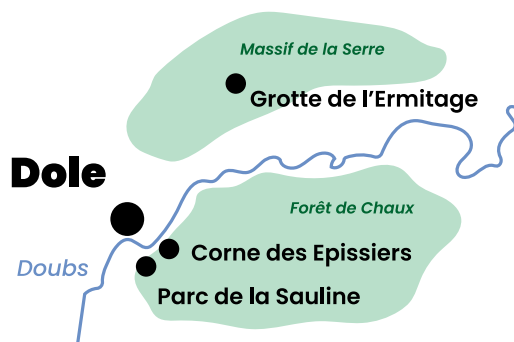 Massif de la Serre
Grotte de l'Ermitage
Dole
Forêt de Chaux
Corne des Epissiers
Doubs
Parc de la Sauline